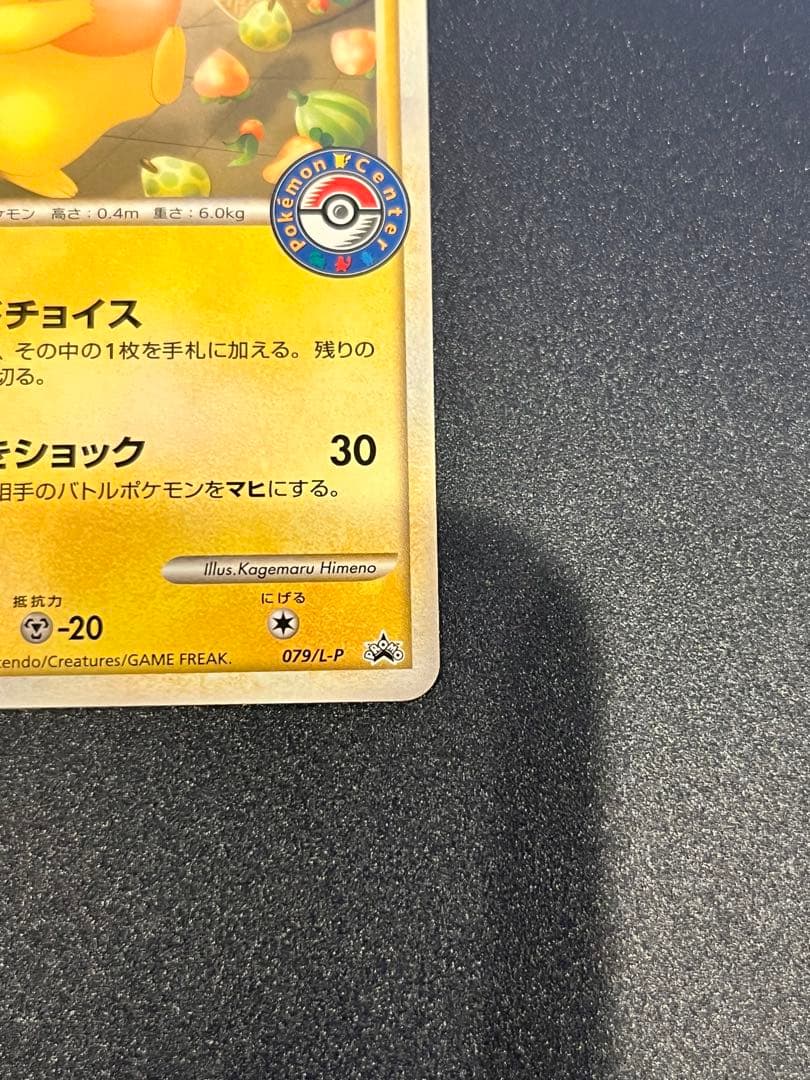 Pokémon Center
ケモン 高さ：0.4m 重さ：6.0kg
チョイス
、その中の1枚を手札に加える。残りの
切る。
きショック 30
相手のバトルポケモンをマヒにする。
Illus.Kagemaru Himeno
抵抗力 にげる
-20
tendo/Creatures/GAME FREAK. 079/L-P
PROMO